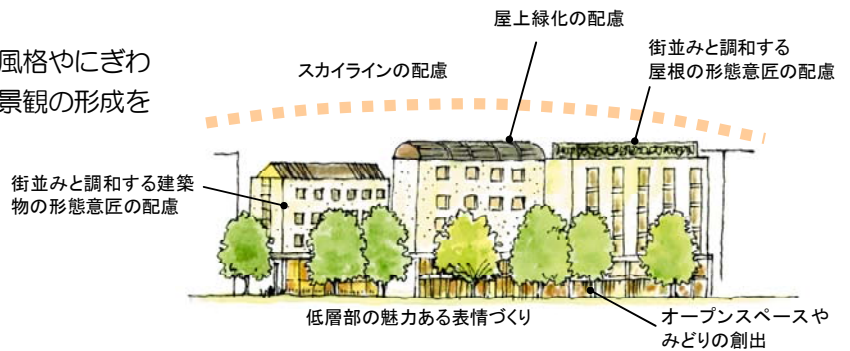 風格やにぎわ
景観の形成を
屋上緑化の配慮
街並みと調和する
屋根の形態意匠の配慮
スカイラインの配慮
街並みと調和する建築
物の形態意匠の配慮
低層部の魅力ある表情づくり
オープンスペースや
みどりの創出